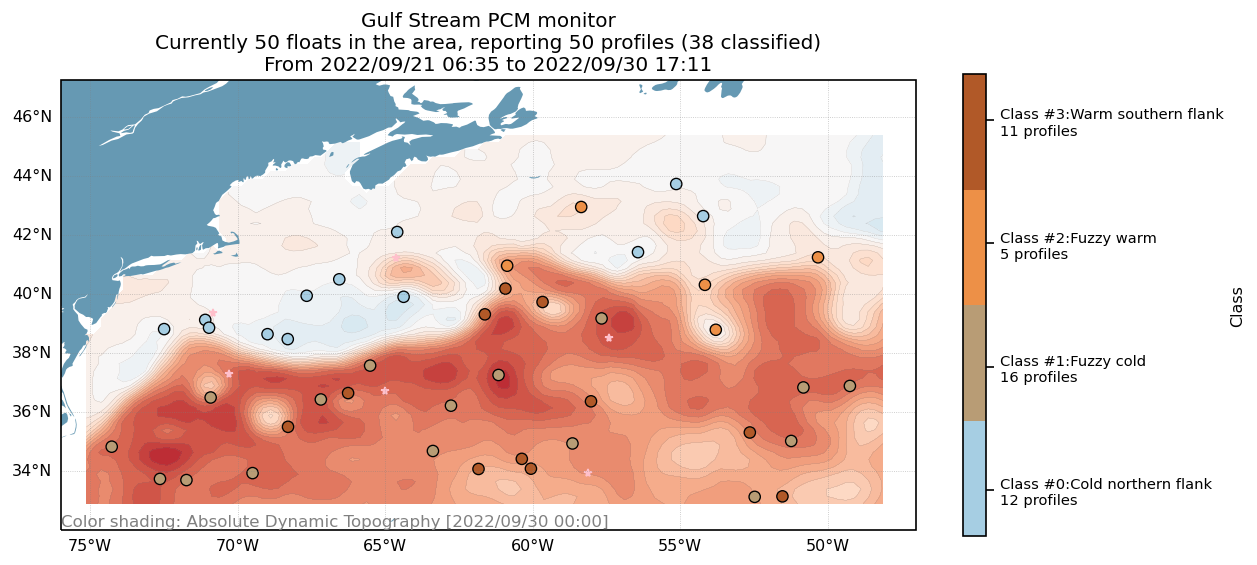 Gulf Stream PCM monitor
Currently 50 floats in the area, reporting 50 profiles (38 classified)
From 2022/09/21 06:35 to 2022/09/30 17:11
46°N
44°N
42°N
40°N
38°N
36°N
34°N
Color shading: Absolute Dynamic Topography [2022/09/30 00:00]
75°W
70°W
65°W
60°W
55°W
50°W
Class #3:Warm southern flank
11 profiles
Class #2:Fuzzy warm
5 profiles
Class #1:Fuzzy cold
16 profiles
Class #0:Cold northern flank
12 profiles
Class